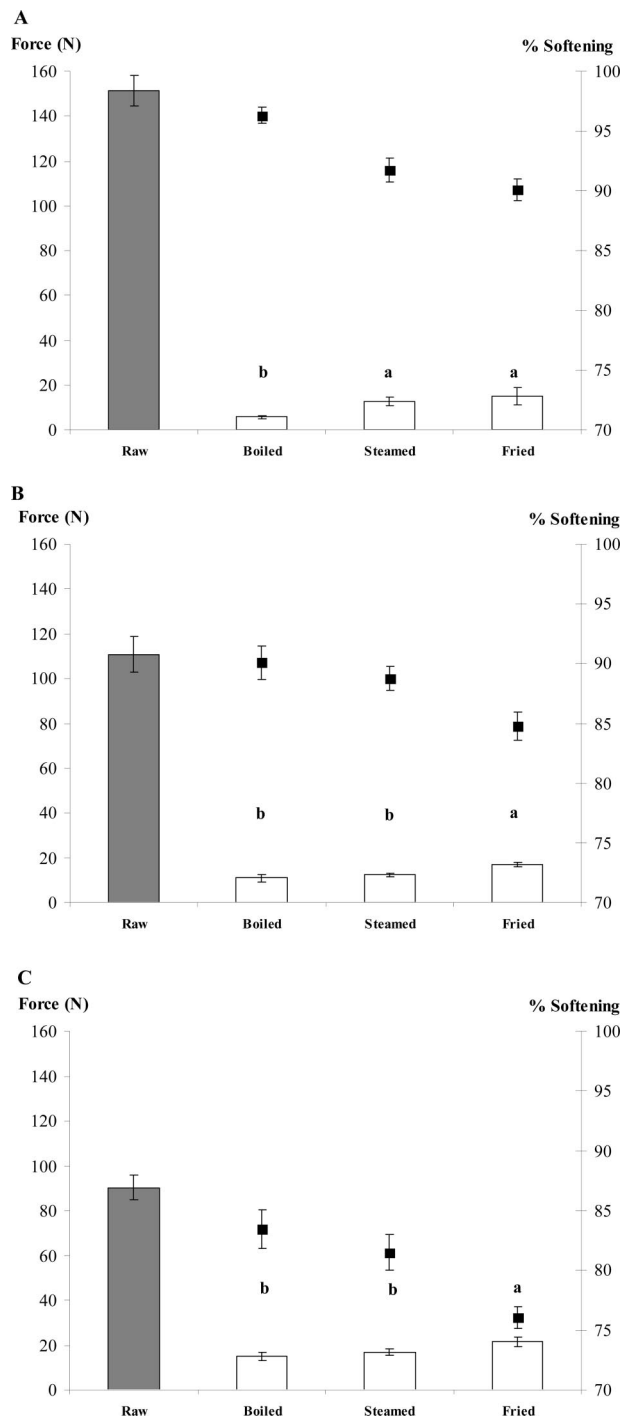 A
Force (N) % Softening
160 100
140 95
120
100 90
80 85
60 80
40 b a a 75
20
0 70
Raw Boiled Steamed Fried
B
Force (N) % Softening
160 100
140 95
120
100 90
80 85
60 80
40 b b a 75
20
0 70
Raw Boiled Steamed Fried
C
Force (N) % Softening
160 100
140 95
120
100 90
80 85
60 80
40 b b a 75
20
0 70
Raw Boiled Steamed Fried